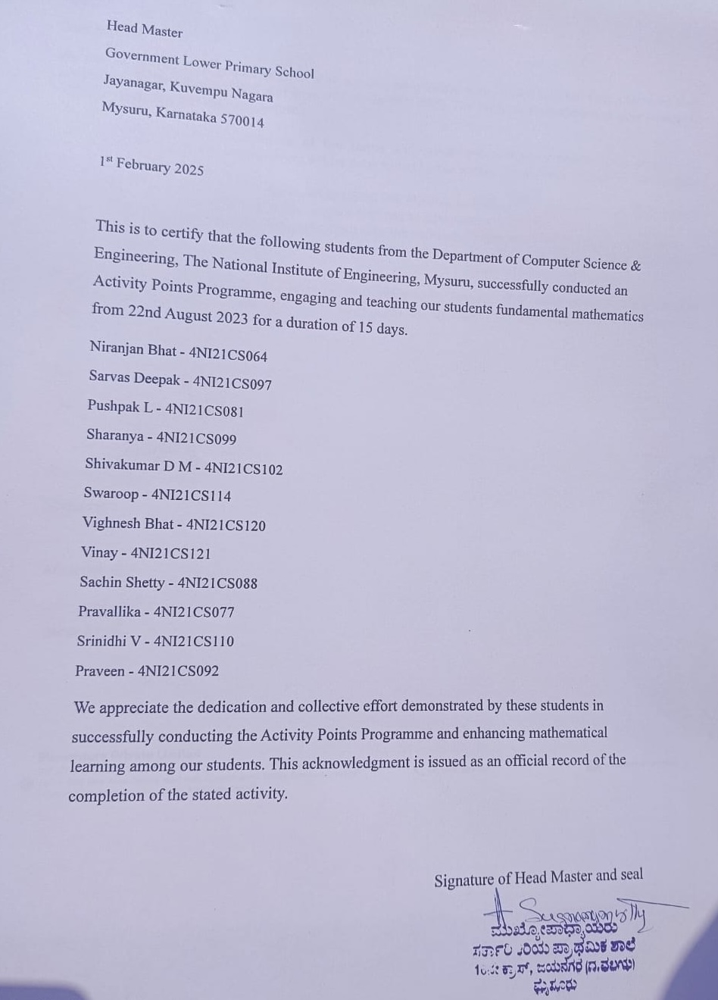 Head Master
Government Lower Primary School
Jayanagar, Kuvempu Nagara
Mysuru, Karnataka 570014
1st February 2025
This is to certify that the following students from the Department of Computer Science &
Engineering, The National Institute of Engineering, Mysuru, successfully conducted an
Activity Points Programme, engaging and teaching our students fundamental mathematics
from 22nd August 2023 for a duration of 15 days.
Niranjan Bhat - 4NI21CS064
Sarvas Deepak - 4NI21CS097
Pushpak L - 4NI21CS081
Sharanya - 4NI21CS099
Shivakumar D M - 4NI21CS102
Swaroop - 4NI21CS114
Vighnesh Bhat - 4NI21CS120
Vinay - 4NI21CS121
Sachin Shetty - 4NI21CS088
Pravallika - 4NI21CS077
Srinidhi V - 4NI21CS110
Praveen - 4NI21CS092
We appreciate the dedication and collective effort demonstrated by these students in
successfully conducting the Activity Points Programme and enhancing mathematical
learning among our students. This acknowledgment is issued as an official record of the
completion of the stated activity.
Signature of Head Master and seal
ಮುಖ್ಯೋಪಾಧ್ಯಾಯರು
ಪ್ರಾಥಮಿಕ ಶಾಲೆ
ಕ್ರಾಸ್, ಜಯನಗರ (ದ.ವಲಯ)
ಮೈಸೂರು